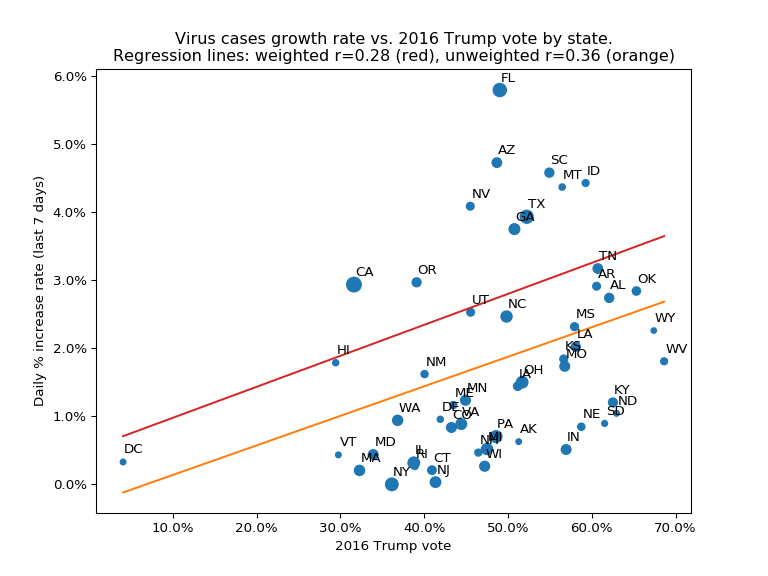 Virus cases growth rate vs. 2016 Trump vote by state.
Regression lines: weighted r=0.28 (red), unweighted r=0.36 (orange)
6.0%
5.0%
4.0%
3.0%
2.0%
1.0%
0.0%
Daily % increase rate (last 7 days)
FL
AZ
SC
MT
ID
NV
TX
GA
TN
CA
OR
AR
AL
OK
UT
NC
MS
WY
LA
HI
KS
MO
WV
NM
OH
IA
ME
MN
KY
ND
WA
DE
CO
VA
NE
SD
PA
AK
IN
DC
VT
MD
IL
RI
NH
MI
WI
MA
NY
CT
NJ
10.0%
20.0%
30.0%
40.0%
50.0%
60.0%
70.0%
2016 Trump vote